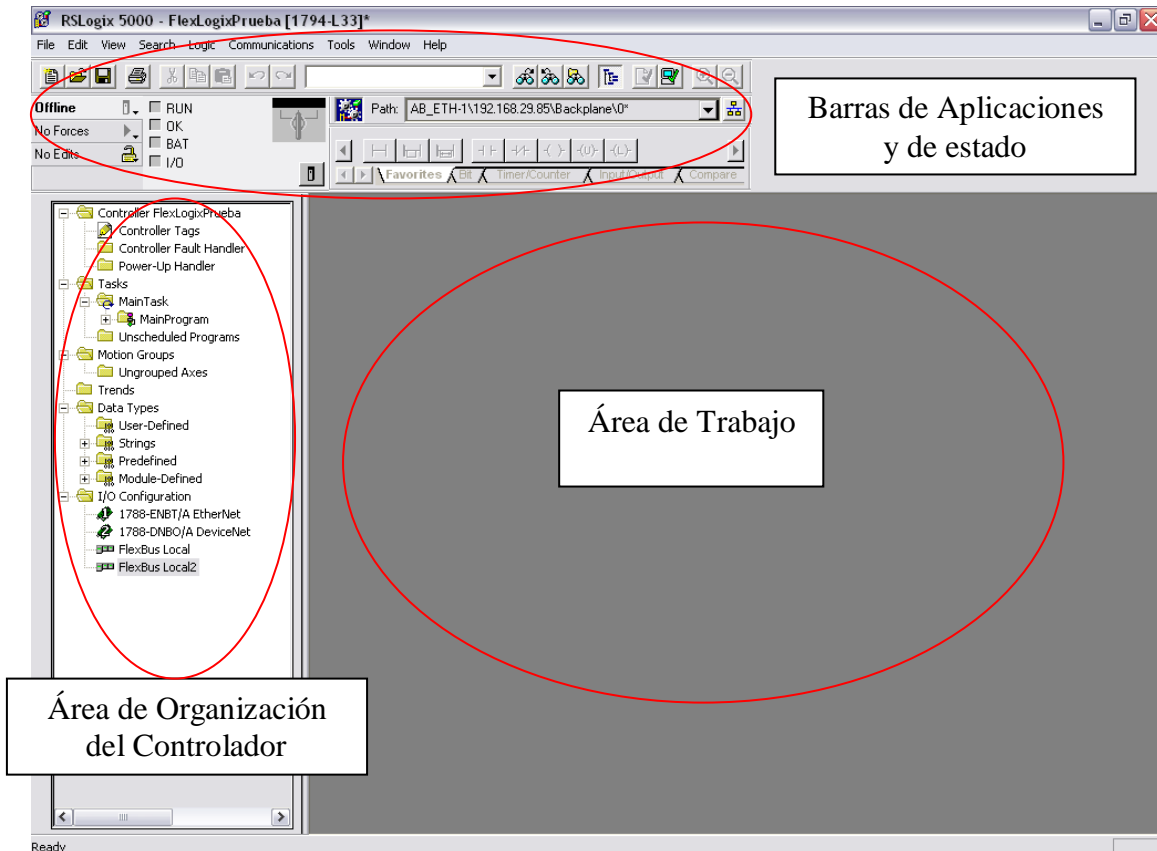 RSLogix 5000 - FlexLogixPrueba [1794-L33]*
File Edit View Search Logic Communications Tools Window Help
Offline
RUN
No Forces
OK
No Edits
BAT
I/O
Path: AB_ETH-1\192.168.29.85\Backplane\0*
Favorites Bit Timer/Counter Input/Output Compare
Barras de Aplicaciones
y de estado
Controller FlexLogixPrueba
Controller Tags
Controller Fault Handler
Power-Up Handler
Tasks
MainTask
MainProgram
Unscheduled Programs
Motion Groups
Ungrouped Axes
Trends
Data Types
User-Defined
Strings
Predefined
Module-Defined
I/O Configuration
1788-ENBT/A EtherNet
1788-DNBO/A DeviceNet
FlexBus Local
FlexBus Local2
Área de Trabajo
Área de Organización
del Controlador
Ready